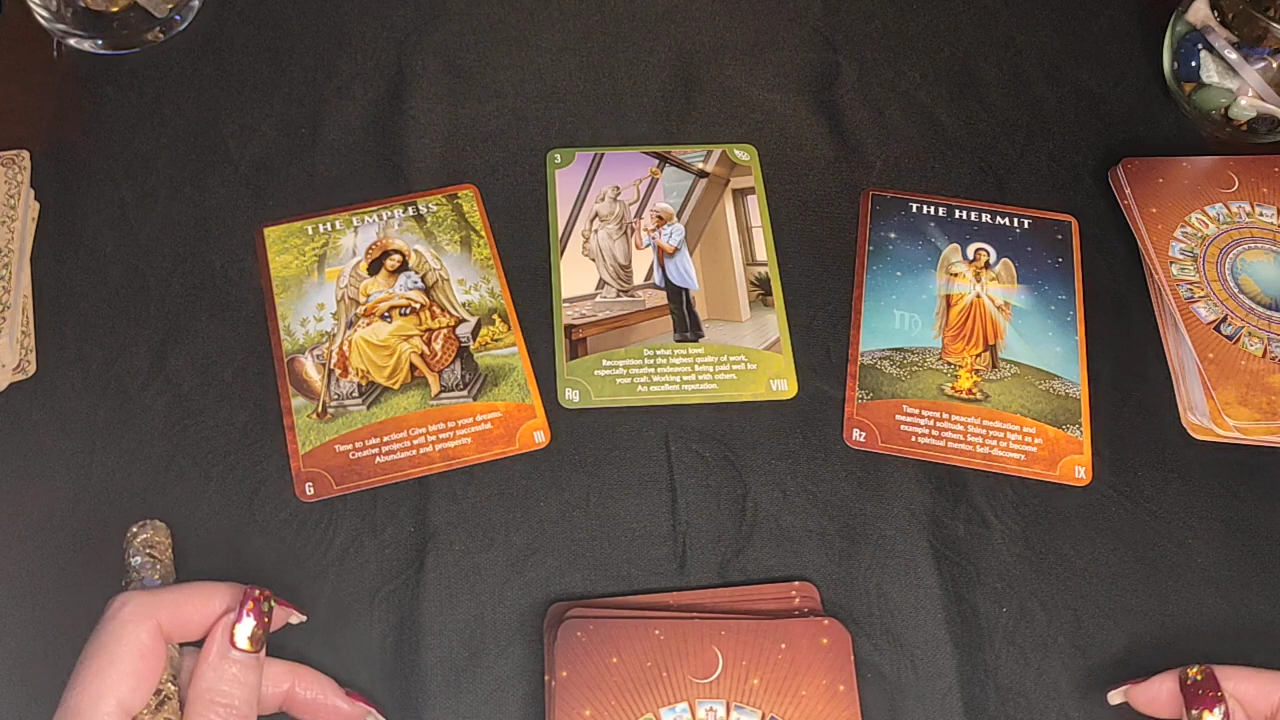 THE EMPRESS
Time to take action! Give birth to your dreams.
Creative projects will be very successful.
Abundance and prosperity.
III
G
3
Do what you love!
Recognition for the highest quality of work,
especially creative endeavors. Being paid well for
your craft. Working well with others.
An excellent reputation.
Rg
VIII
THE HERMIT
♍
Time spent in peaceful meditation and
meaningful solitude. Shine your light as an
example to others. Seek out or become
a spiritual mentor. Self-discovery.
Rz
IX